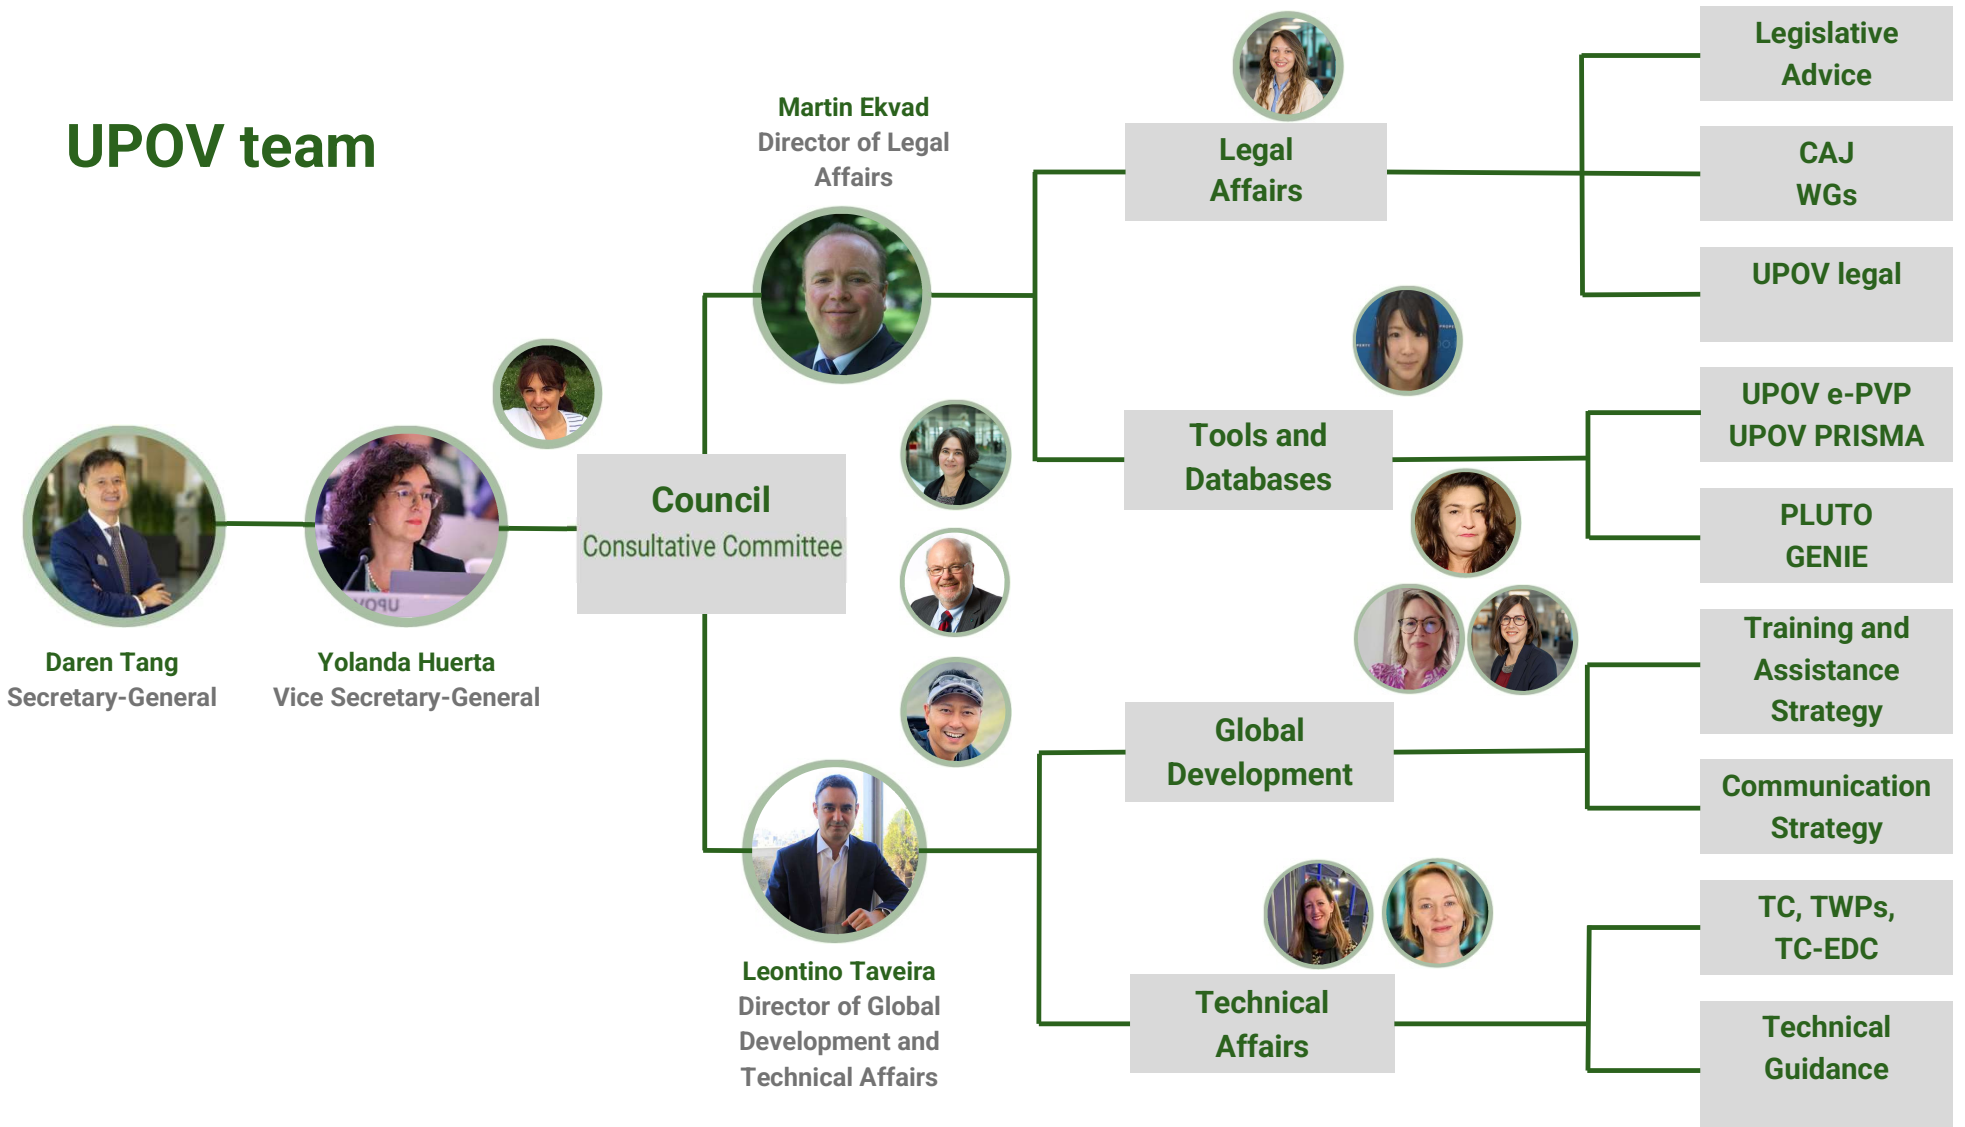 UPOV team
Daren Tang
Secretary-General
Yolanda Huerta
Vice Secretary-General
Council
Consultative Committee
Martin Ekvad
Director of Legal
Affairs
Leontino Taveira
Director of Global
Development and
Technical Affairs
Legal
Affairs
Tools and
Databases
Global
Development
Technical
Affairs
Legislative
Advice
CAJ
WGs
UPOV legal
UPOV e-PVP
UPOV PRISMA
PLUTO
GENIE
Training and
Assistance
Strategy
Communication
Strategy
TC, TWPs,
TC-EDC
Technical
Guidance
UPOV